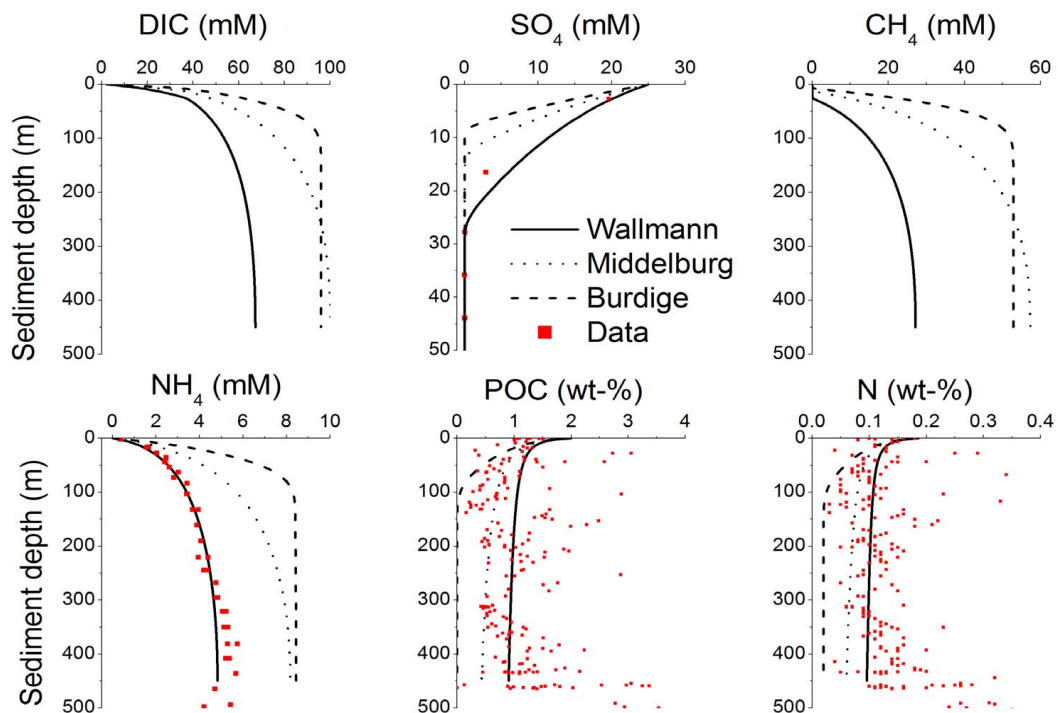 DIC (mM) SO4 (mM) CH4 (mM)
0 20 40 60 80 100 0 10 20 30 0 20 40 60
Sediment depth (m)
0 0 0
100 10 100
200 20 200
300 30 300
400 40 400
500 50 500
Wallmann
Middelburg
Burdige
Data
NH4 (mM) POC (wt-%) N (wt-%)
0 2 4 6 8 10 0 1 2 3 4 0.0 0.1 0.2 0.3 0.4
Sediment depth (m)
0 0 0
100 100 100
200 200 200
300 300 300
400 400 400
500 500 500